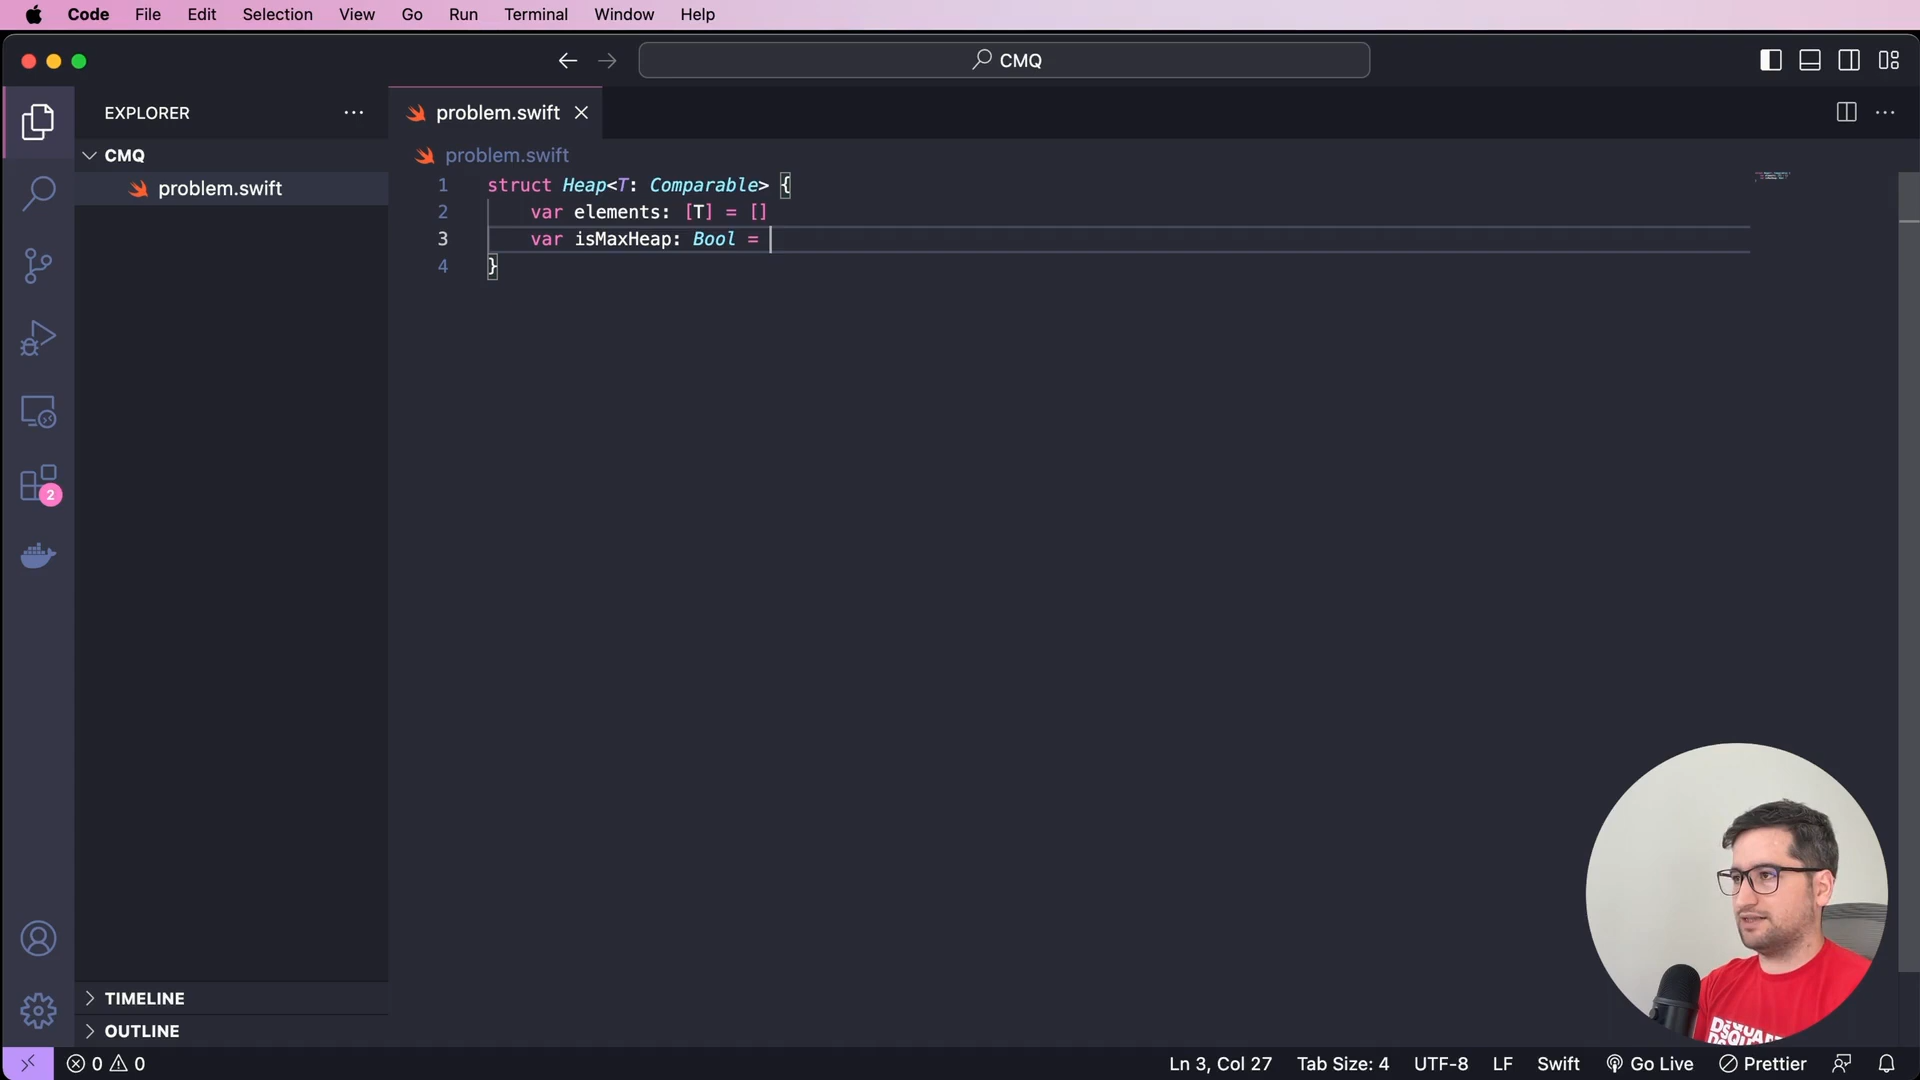 Code File Edit Selection View Go Run Terminal Window Help
CMQ
EXPLORER
problem.swift
CMQ
problem.swift
problem.swift
1 struct Heap<T: Comparable> {
2 var elements: [T] = []
3 var isMaxHeap: Bool =
4 }
2
TIMELINE
OUTLINE
0 0
Ln 3, Col 27 Tab Size: 4 UTF-8 LF Swift Go Live Prettier